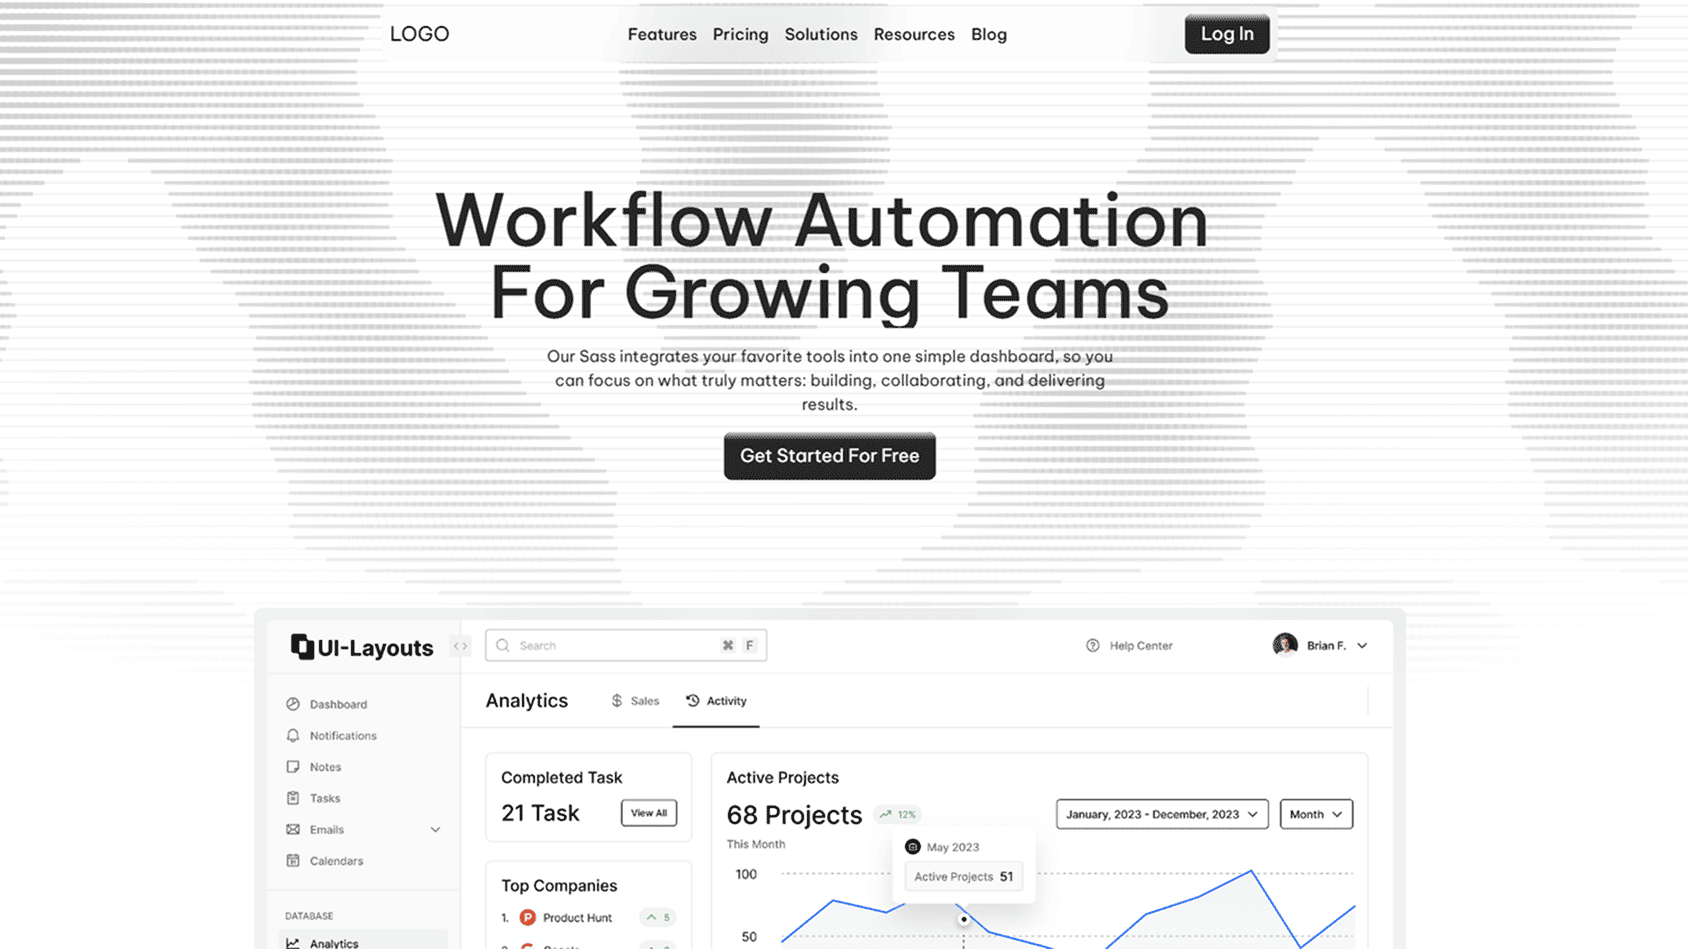 LOGO
Features Pricing Solutions Resources Blog
Log In
Workflow Automation
For Growing Teams
Our Sass integrates your favorite tools into one simple dashboard, so you
can focus on what truly matters: building, collaborating, and delivering
results.
Get Started For Free
UI-Layouts
Search
⌘ F
Help Center
Brian F.
Dashboard
Notifications
Notes
Tasks
Emails
Calendars
DATABASE
Analytics
Analytics
Sales
Activity
Completed Task
21 Task
View All
Top Companies
1. Product Hunt 5
Active Projects
68 Projects
12%
This Month
January, 2023 - December, 2023
Month
May 2023
Active Projects 51
100
50